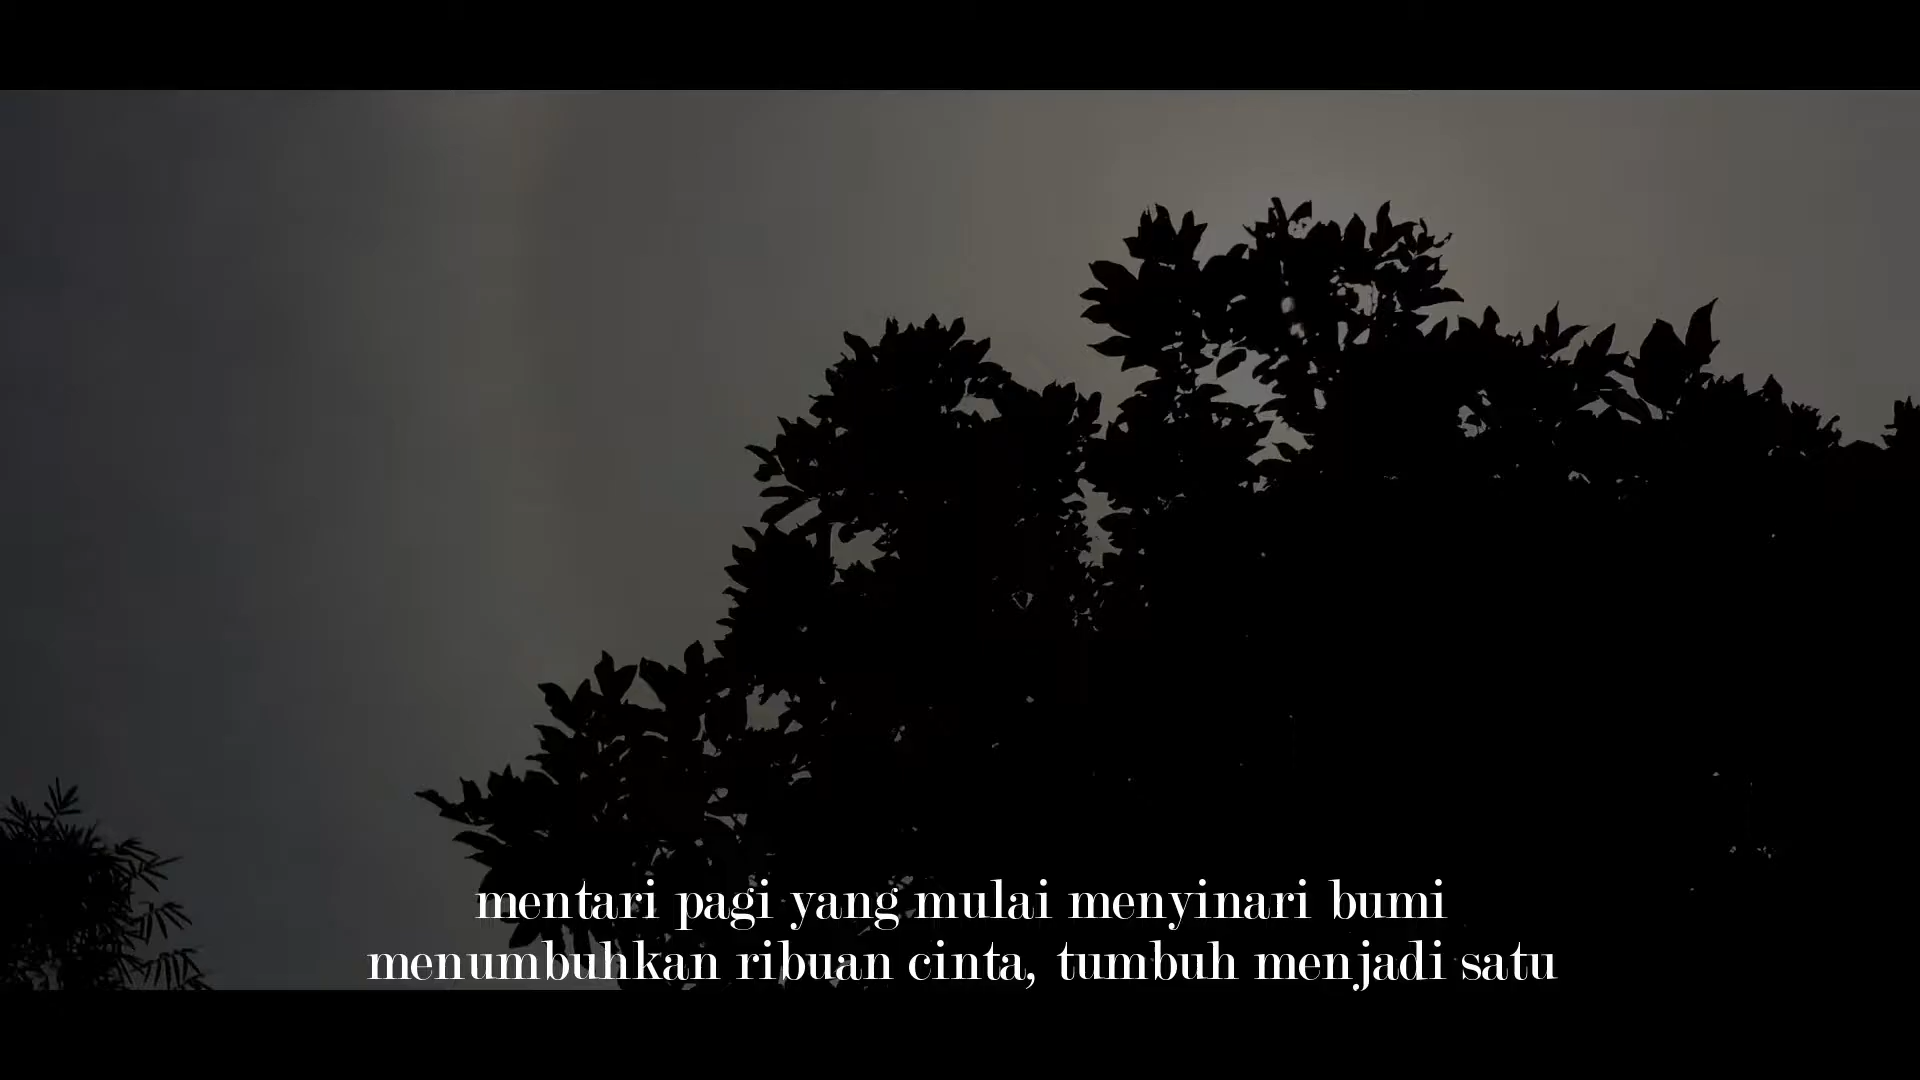 mentari pagi yang mulai menyinari bumi
menumbuhkan ribuan cinta, tumbuh menjadi satu